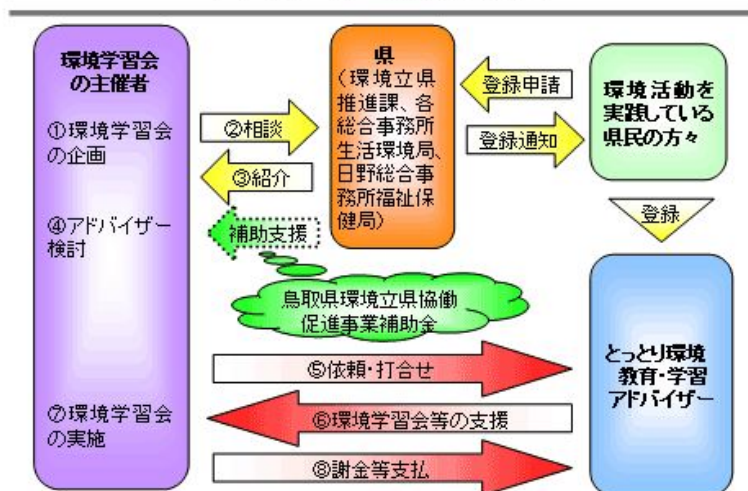 環境学習会
の主催者
①環境学習会
の企画
④アドバイザー
検討
⑦環境学習会
の実施
②相談
③紹介
補助支援
県
（環境立県
推進課、各
総合事務所
生活環境局、
日野総合事
務所福祉保
健局）
登録申請
登録通知
環境活動を
実践している
県民の方々
登録
鳥取県環境立県協働
促進事業補助金
⑤依頼・打合せ
⑥環境学習会等の支援
⑧謝金等支払
とっとり環境
教育・学習
アドバイザー